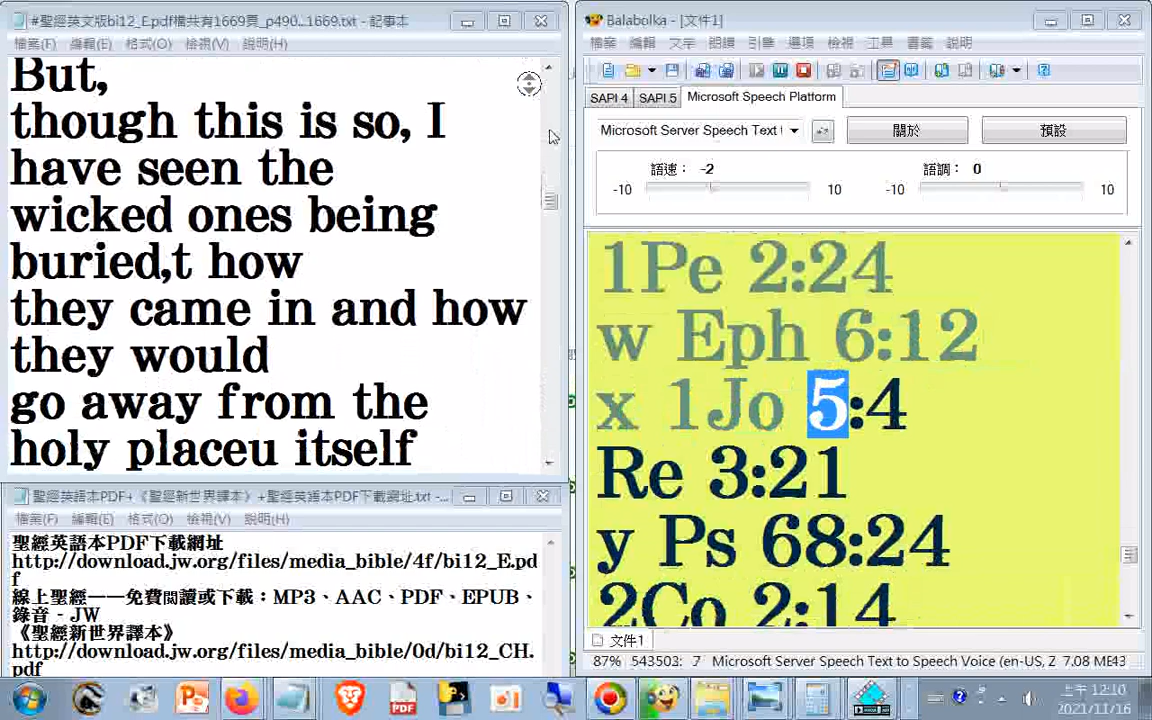 #聖經英文版bi12_E.pdf檔共有1669頁_p490...1669.txt - 記事本
檔案(F) 編輯(E) 格式(O) 檢視(V) 說明(H)
But,
though this is so, I
have seen the
wicked ones being
buried,t how
they came in and how
they would
go away from the
holy placeu itself
聖經英語本PDF+《聖經新世界譯本》+聖經英語本PDF下載網址.txt - ...
檔案(F) 編輯(E) 格式(O) 檢視(V) 說明(H)
聖經英語本PDF下載網址
http://download.jw.org/files/media_bible/4f/bi12_E.pd
f
線上聖經——免費閱讀或下載：MP3、AAC、PDF、EPUB、
錄音 - JW
《聖經新世界譯本》
http://download.jw.org/files/media_bible/0d/bi12_CH.
pdf
Balabolka - [文件1]
檔案 編輯 文字 閱讀 引擎 選項 檢視 工具 書籤 說明
SAPI 4 SAPI 5 Microsoft Speech Platform
Microsoft Server Speech Text t 關於 預設
語速： -2 語調： 0
-10 10 -10 10
1Pe 2:24
w Eph 6:12
x 1Jo 5:4
Re 3:21
y Ps 68:24
2Co 2:14
文件1
87% 543503: 7 Microsoft Server Speech Text to Speech Voice (en-US, Z 7.08 ME43
上午 12:10
2021/11/16